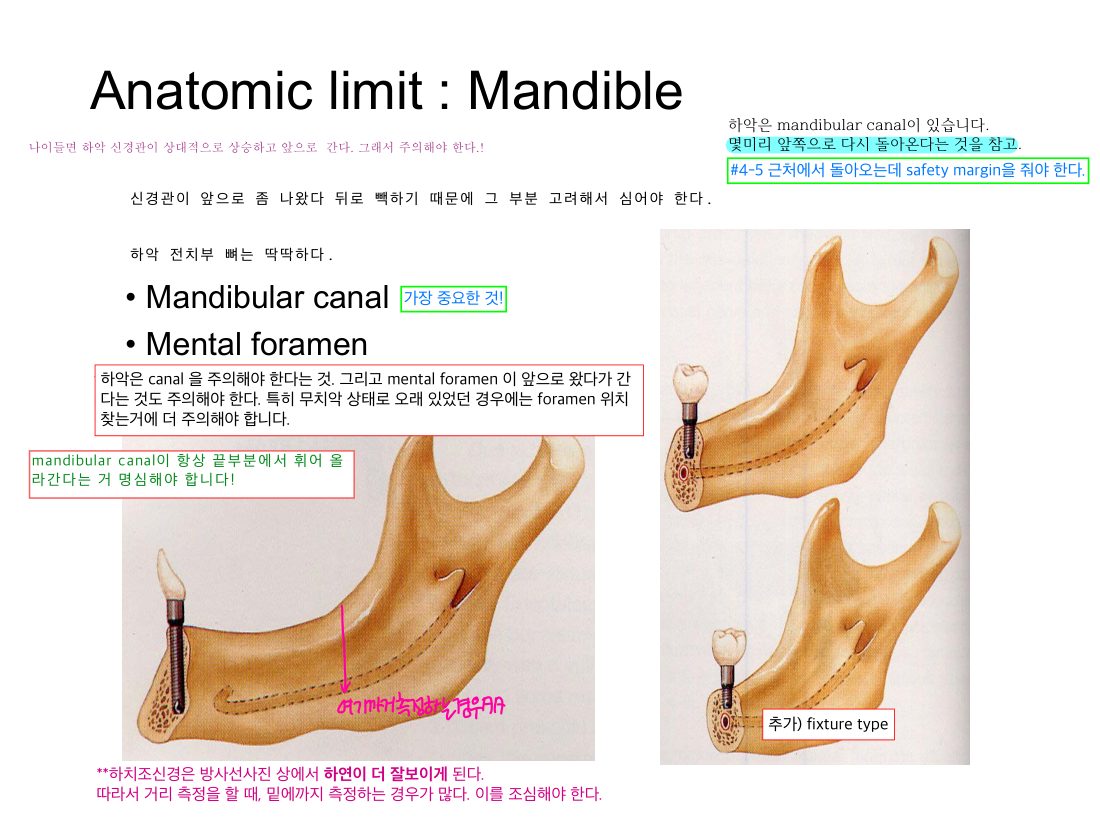 Anatomic limit : Mandible
하악은 mandibular canal이 있습니다.
몇미리 앞쪽으로 다시 돌아온다는 것을 참고.
#4-5 근처에서 돌아오는데 safety margin을 줘야 한다.
나이들면 하악 신경관이 상대적으로 상승하고 앞으로 간다. 그래서 주의해야 한다.!
신경관이 앞으로 좀 나왔다 뒤로 빽하기 때문에 그 부분 고려해서 심어야 한다.
하악 전치부 뼈는 딱딱하다.
• Mandibular canal 가장 중요한 것!
• Mental foramen
하악은 canal 을 주의해야 한다는 것. 그리고 mental foramen 이 앞으로 왔다가 간
다는 것도 주의해야 한다. 특히 무치악 상태로 오래 있었던 경우에는 foramen 위치
찾는거에 더 주의해야 합니다.
mandibular canal이 항상 끝부분에서 휘어 올
라간다는 거 명심해야 합니다!
여기까지 측정하는경우
추가) fixture type
**하치조신경은 방사선사진 상에서 하연이 더 잘보이게 된다.
따라서 거리 측정을 할 때, 밑에까지 측정하는 경우가 많다. 이를 조심해야 한다.